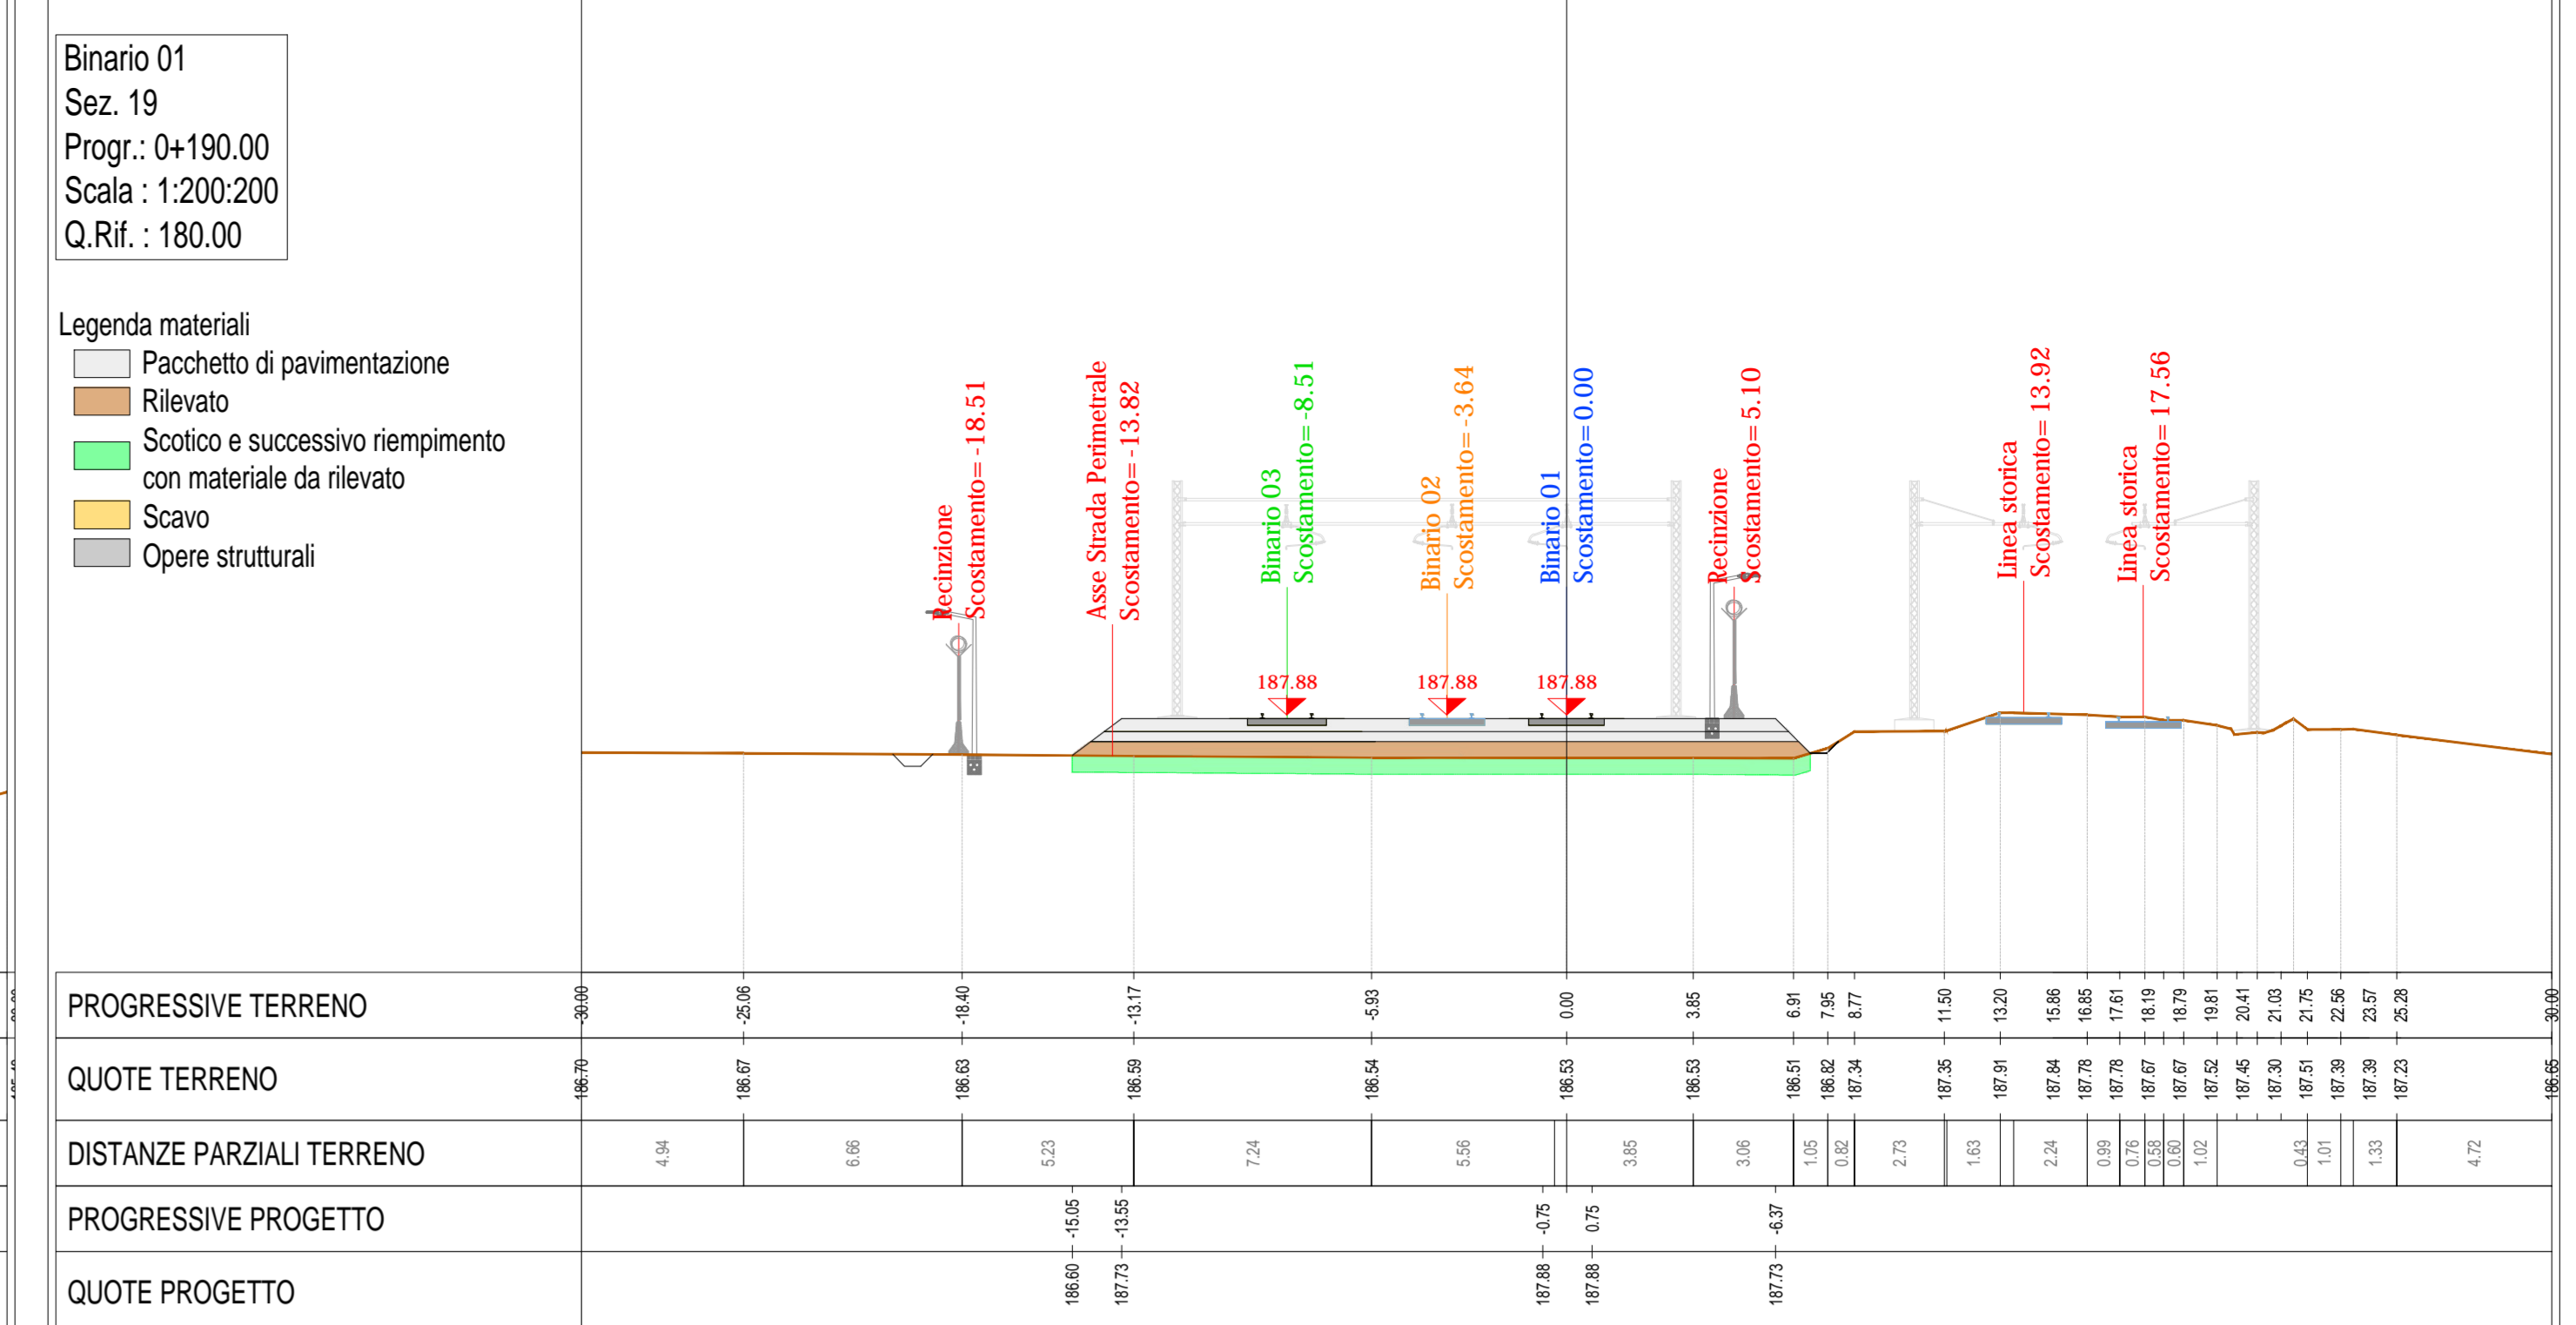 Binario 01
Sez. 19
Progr.: 0+190.00
Scala : 1:200:200
Q.Rif. : 180.00
Legenda materiali
Pacchetto di pavimentazione
Rilevato
Scotico e successivo riempimento
con materiale da rilevato
Scavo
Opere strutturali
Recinzione
Scostamento= -18.51
Asse Strada Perimetrale
Scostamento= -13.82
Binario 03
Scostamento= -8.51
Binario 02
Scostamento= -3.64
Binario 01
Scostamento= 0.00
Recinzione
Scostamento= 5.10
Linea storica
Scostamento= 13.92
Linea storica
Scostamento= 17.56
187.88 187.88 187.88
PROGRESSIVE TERRENO -30.00 -25.06 -18.40 -13.17 -5.93 0.00 3.85 6.91 7.95 8.77 11.50 13.20 15.86 16.85 17.61 18.19 18.79 19.81 20.41 21.03 21.75 22.56 23.57 25.28 30.00
QUOTE TERRENO 186.70 186.67 186.63 186.59 186.54 186.53 186.53 186.51 186.82 187.34 187.35 187.91 187.84 187.78 187.78 187.67 187.67 187.52 187.45 187.30 187.51 187.39 187.39 187.23 186.65
DISTANZE PARZIALI TERRENO 4.94 6.66 5.23 7.24 5.56 3.85 3.06 1.05 0.82 2.73 1.63 2.24 0.99 0.76 0.58 0.60 1.02 0.43 1.01 1.33 4.72
PROGRESSIVE PROGETTO -15.05 -13.55 -0.75 0.75 -6.37
QUOTE PROGETTO 186.60 187.73 187.88 187.88 187.73